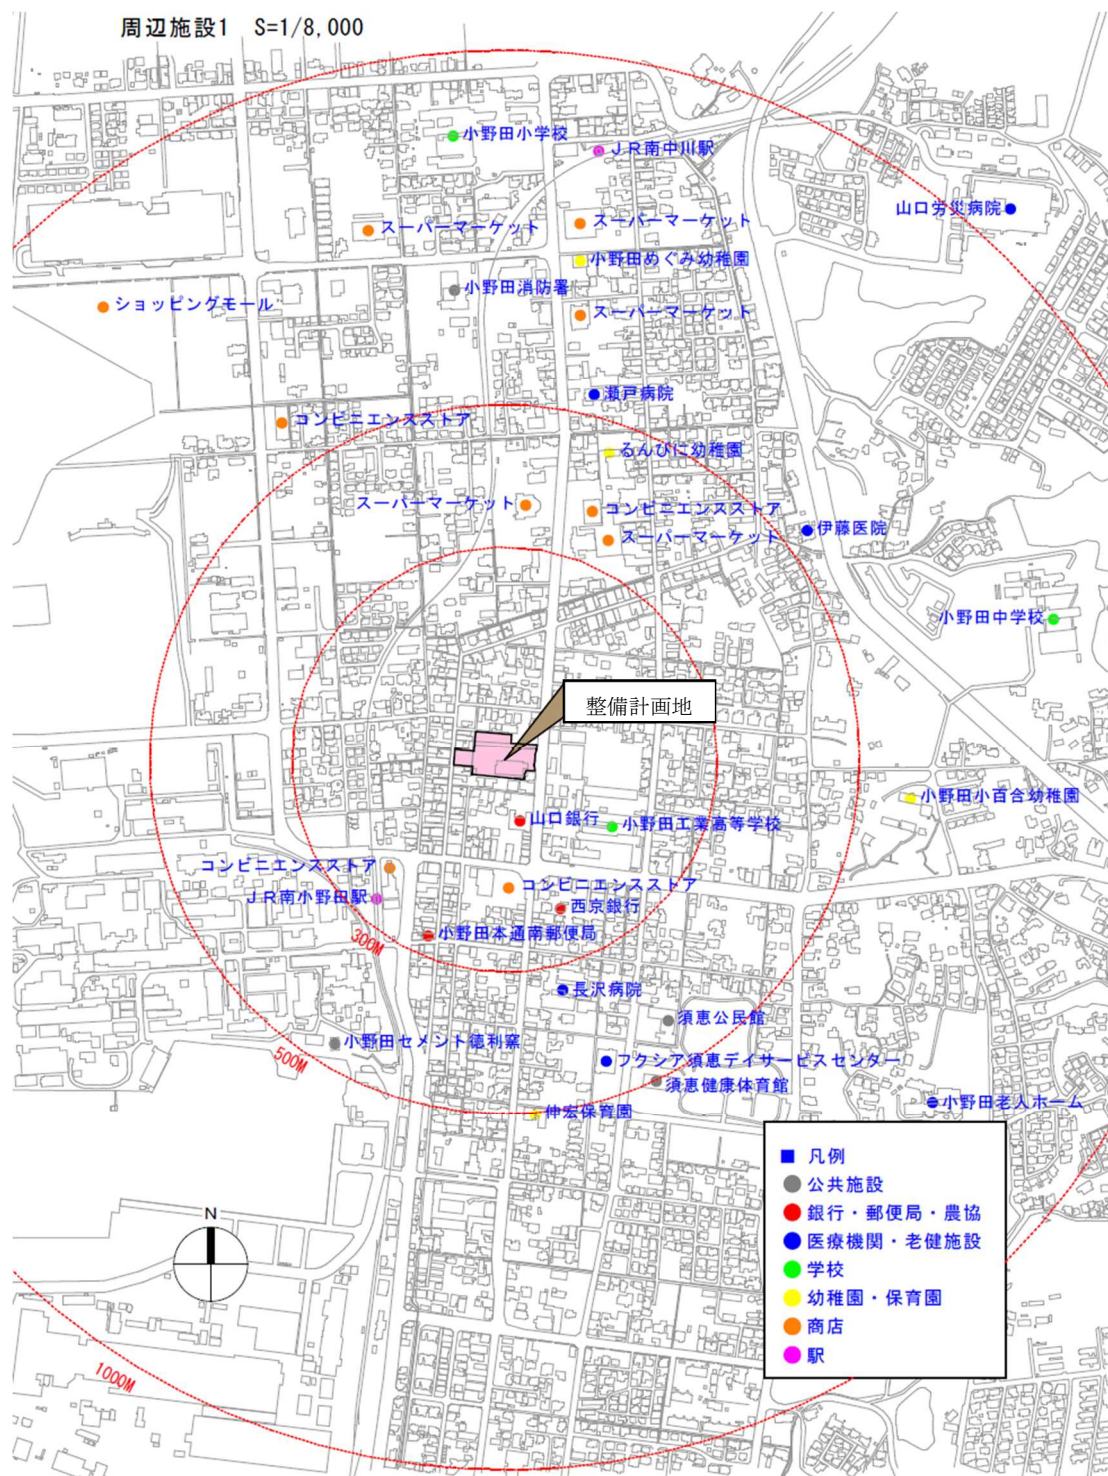 周辺施設1 S=1/8,000
小野田小学校
JR南中川駅
山口労災病院
スーパーマーケット
スーパーマーケット
小野田めぐみ幼稚園
小野田消防署
ショッピングモール
スーパーマーケット
瀬戸病院
コンビニエンスストア
るんびに幼稚園
スーパーマーケット
コンビニエンスストア
スーパーマーケット
伊藤医院
小野田中学校
整備計画地
小野田小百合幼稚園
山口銀行
小野田工業高等学校
コンビニエンスストア
コンビニエンスストア
JR南小野田駅
西京銀行
小野田本通南郵便局
300M
長沢病院
須恵公民館
小野田セメント徳利窯
500M
フクシア須恵デイサービスセンター
須恵健康体育館
小野田老人ホーム
仲宏保育園
凡例
公共施設
銀行・郵便局・農協
医療機関・老健施設
学校
幼稚園・保育園
商店
駅
N
1000M